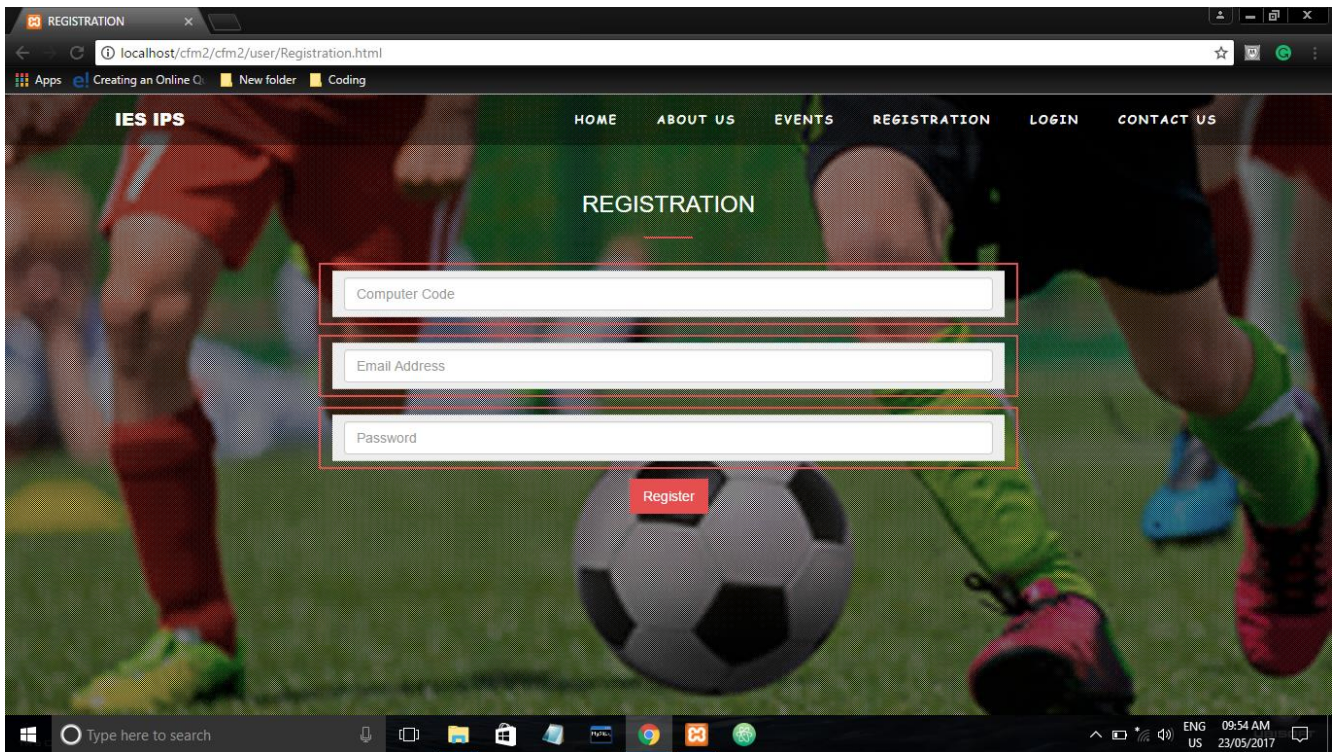 REGISTRATION
localhost/cfm2/cfm2/user/Registration.html
Apps Creating an Online Q New folder Coding
IES IPS HOME ABOUT US EVENTS REGISTRATION LOGIN CONTACT US
REGISTRATION
Computer Code
Email Address
Password
Register
Type here to search
ENG 09:54 AM
US 23/05/2017